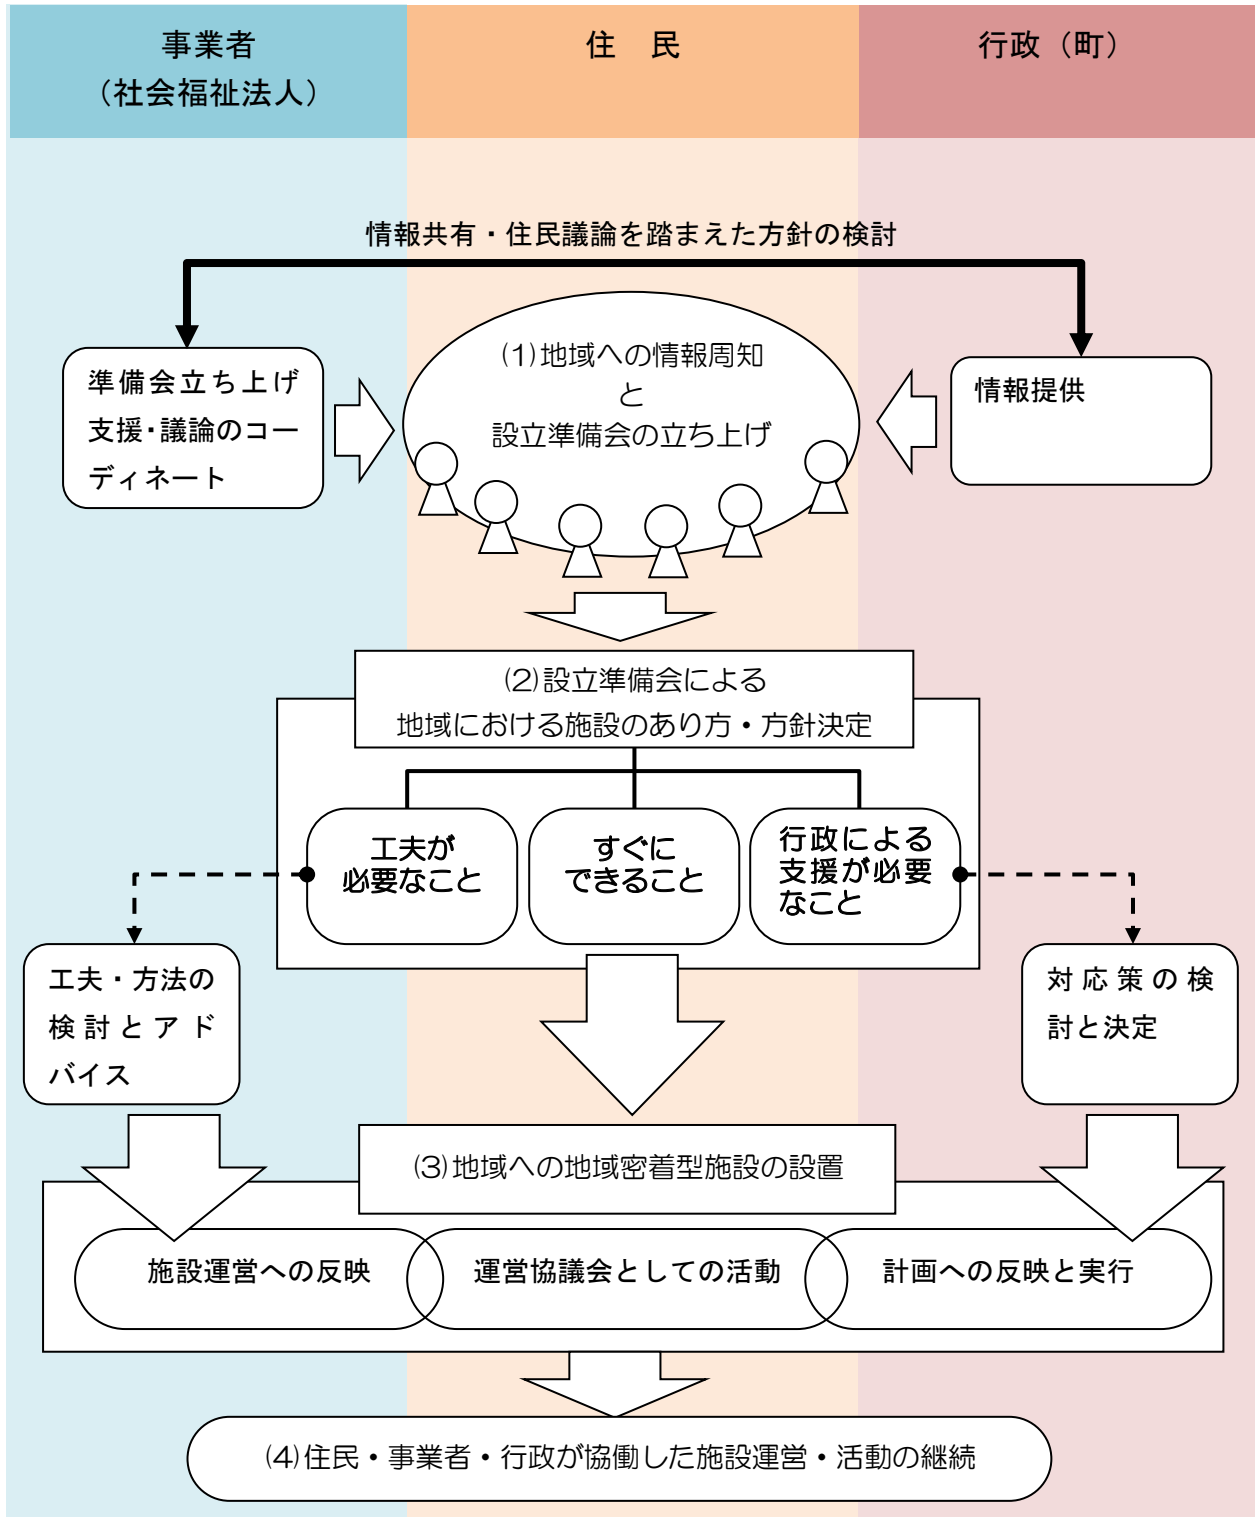 事業者
（社会福祉法人）
住　民
行政（町）
情報共有・住民議論を踏まえた方針の検討
準備会立ち上げ
支援・議論のコー
ディネート
(1)地域への情報周知
と
設立準備会の立ち上げ
情報提供
(2)設立準備会による
地域における施設のあり方・方針決定
工夫が
必要なこと
すぐに
できること
行政による
支援が必要
なこと
工夫・方法の
検討とアド
バイス
対応策の検
討と決定
(3)地域への地域密着型施設の設置
施設運営への反映
運営協議会としての活動
計画への反映と実行
(4)住民・事業者・行政が協働した施設運営・活動の継続